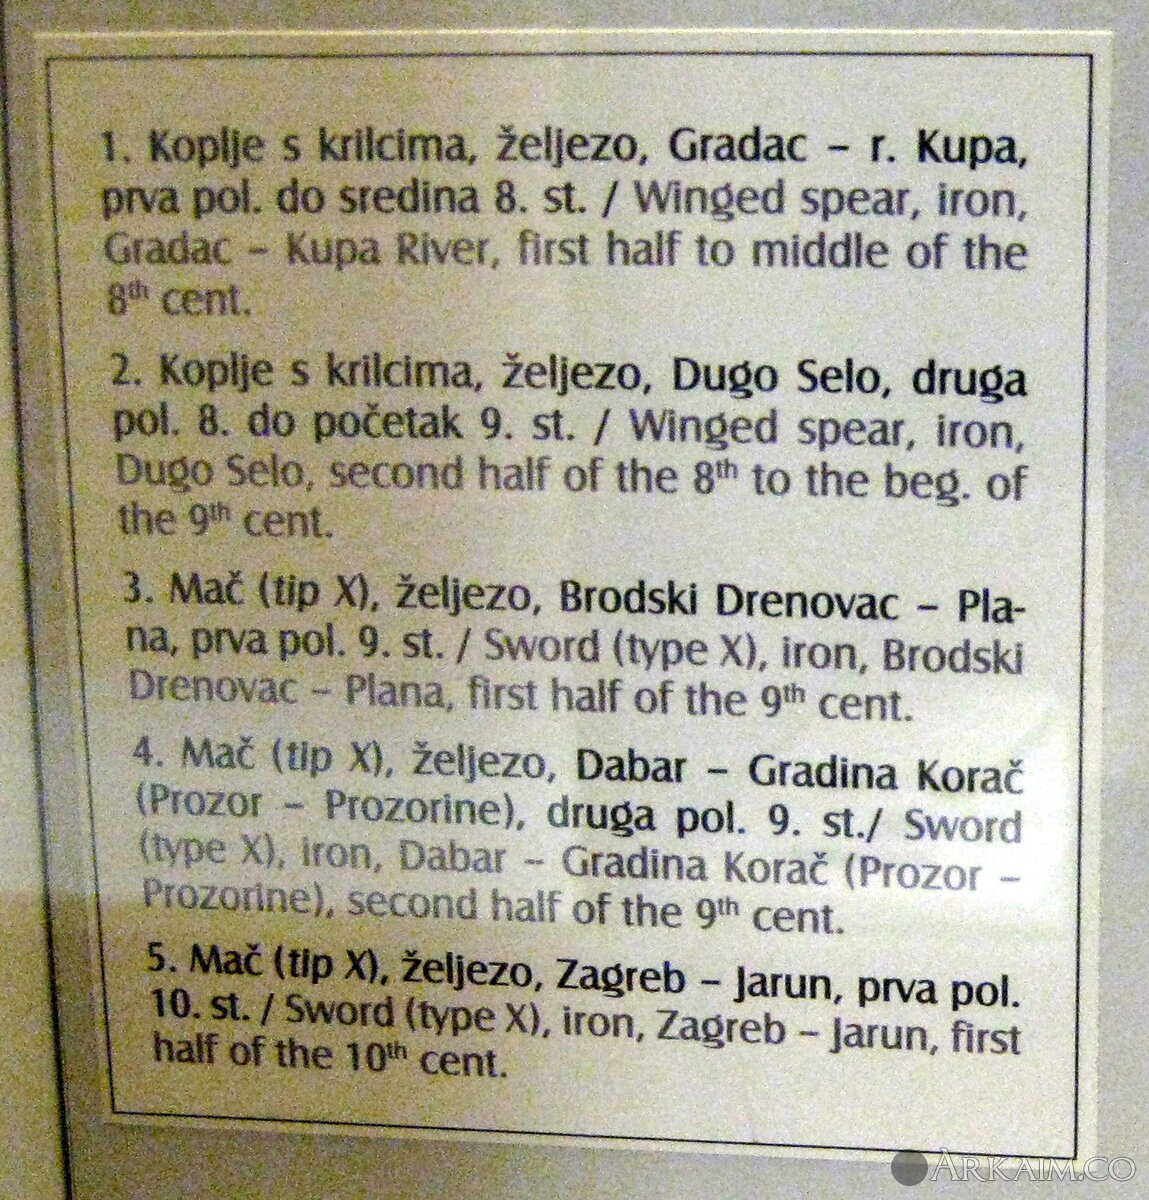 1. Koplje s krilcima, željezo, Gradac – r. Kupa,
prva pol. do sredina 8. st. / Winged spear, iron,
Gradac – Kupa River, first half to middle of the
8th cent.
2. Koplje s krilcima, željezo, Dugo Selo, druga
pol. 8. do početak 9. st. / Winged spear, iron,
Dugo Selo, second half of the 8th to the beg. of
the 9th cent.
3. Mač (tip X), željezo, Brodski Drenovac – Pla-
na, prva pol. 9. st. / Sword (type X), iron, Brodski
Drenovac – Plana, first half of the 9th cent.
4. Mač (tip X), željezo, Dabar – Gradina Korač
(Prozor – Prozorine), druga pol. 9. st./ Sword
(type X), iron, Dabar – Gradina Korač (Prozor –
Prozorine), second half of the 9th cent.
5. Mač (tip X), željezo, Zagreb – Jarun, prva pol.
10. st. / Sword (type X), iron, Zagreb – Jarun, first
half of the 10th cent.
ARKAIM.CO